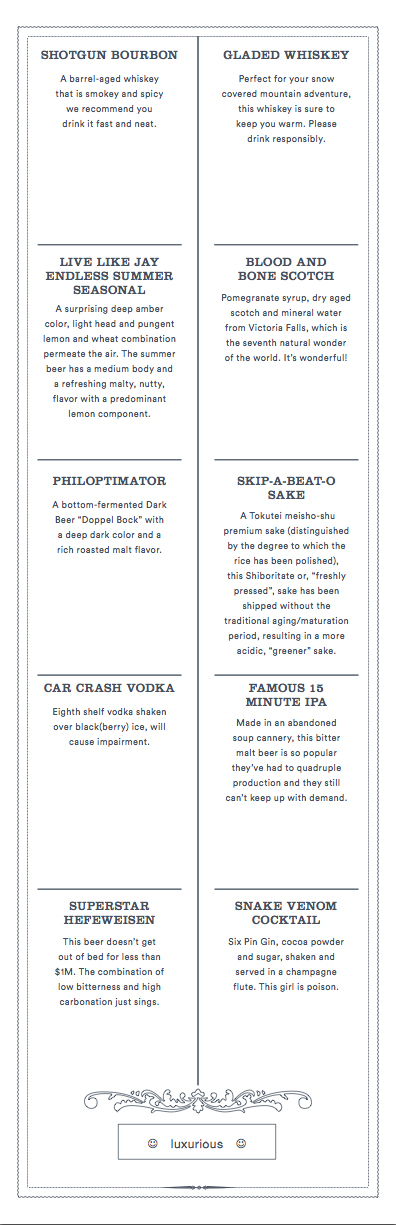 SHOTGUN BOURBON
A barrel-aged whiskey
that is smokey and spicy
we recommend you
drink it fast and neat.
LIVE LIKE JAY
ENDLESS SUMMER
SEASONAL
A surprising deep amber
color, light head and pungent
lemon and wheat combination
permeate the air. The summer
beer has a medium body and
a refreshing malty, nutty,
flavor with a predominant
lemon component.
PHILOPTIMATOR
A bottom-fermented Dark
Beer “Doppel Bock” with
a deep dark color and a
rich roasted malt flavor.
CAR CRASH VODKA
Eighth shelf vodka shaken
over black(berry) ice, will
cause impairment.
SUPERSTAR
HEFEWEISEN
This beer doesn’t get
out of bed for less than
$1M. The combination of
low bitterness and high
carbonation just sings.
GLADED WHISKEY
Perfect for your snow
covered mountain adventure,
this whiskey is sure to
keep you warm. Please
drink responsibly.
BLOOD AND
BONE SCOTCH
Pomegranate syrup, dry aged
scotch and mineral water
from Victoria Falls, which is
the seventh natural wonder
of the world. It’s wonderful!
SKIP-A-BEAT-O
SAKE
A Tokutei meisho-shu
premium sake (distinguished
by the degree to which the
rice has been polished),
this Shiboritate or, “freshly
pressed”, sake has been
shipped without the
traditional aging/maturation
period, resulting in a more
acidic, “greener” sake.
FAMOUS 15
MINUTE IPA
Made in an abandoned
soup cannery, this bitter
malt beer is so popular
they’ve had to quadruple
production and they still
can’t keep up with demand.
SNAKE VENOM
COCKTAIL
Six Pin Gin, cocoa powder
and sugar, shaken and
served in a champagne
flute. This girl is poison.
☺ luxurious ☺